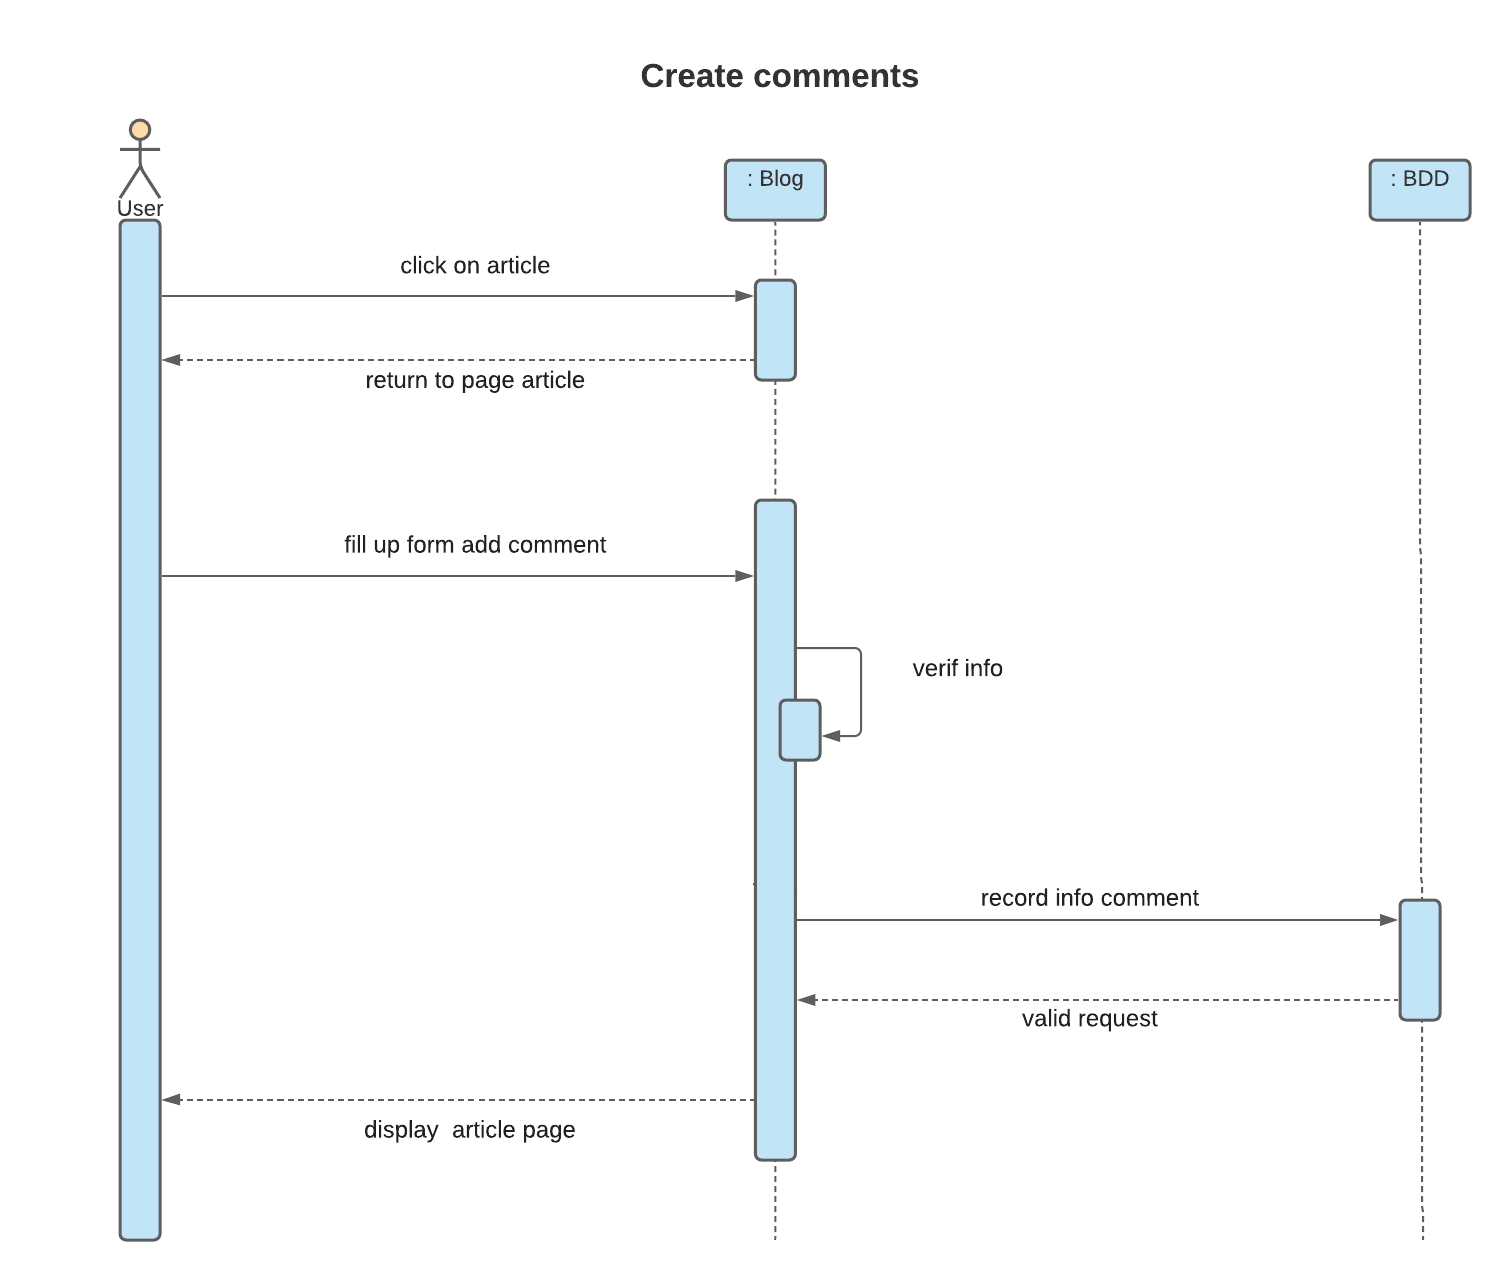 Create comments
User
: Blog
: BDD
click on article
return to page article
fill up form add comment
verif info
record info comment
valid request
display  article page